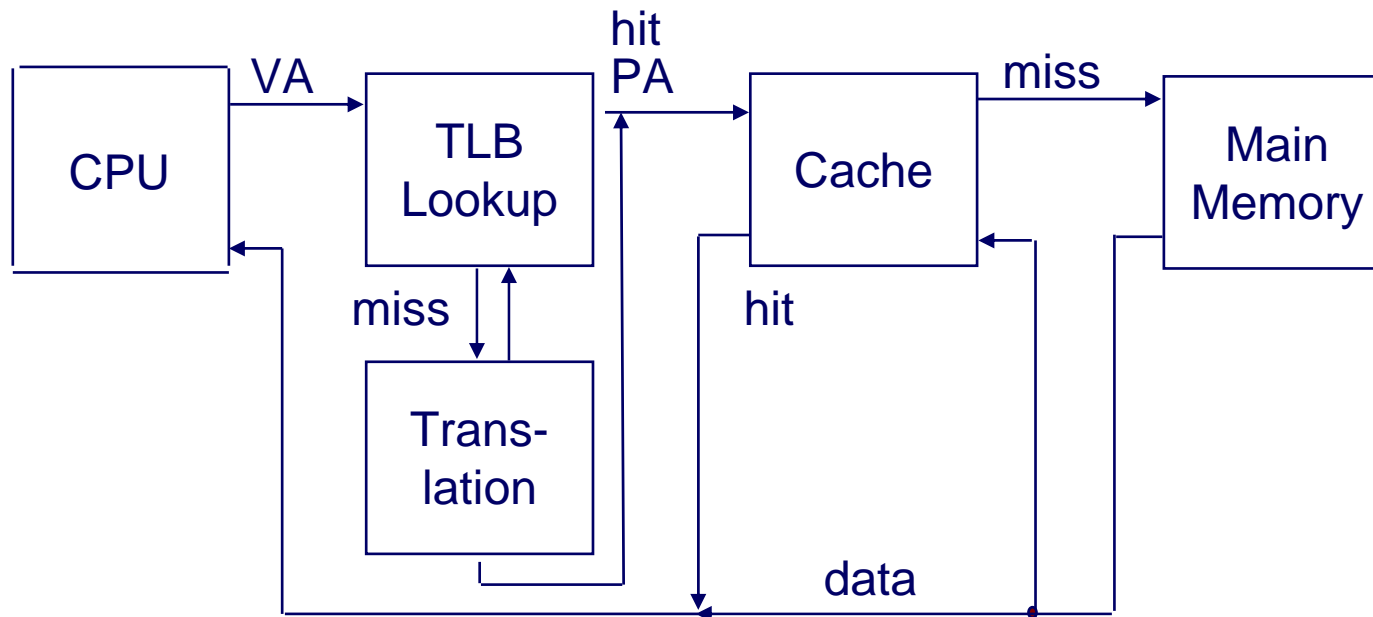 CPU
VA
TLB
Lookup
hit
PA
Cache
miss
Main
Memory
miss
hit
Trans-
lation
data